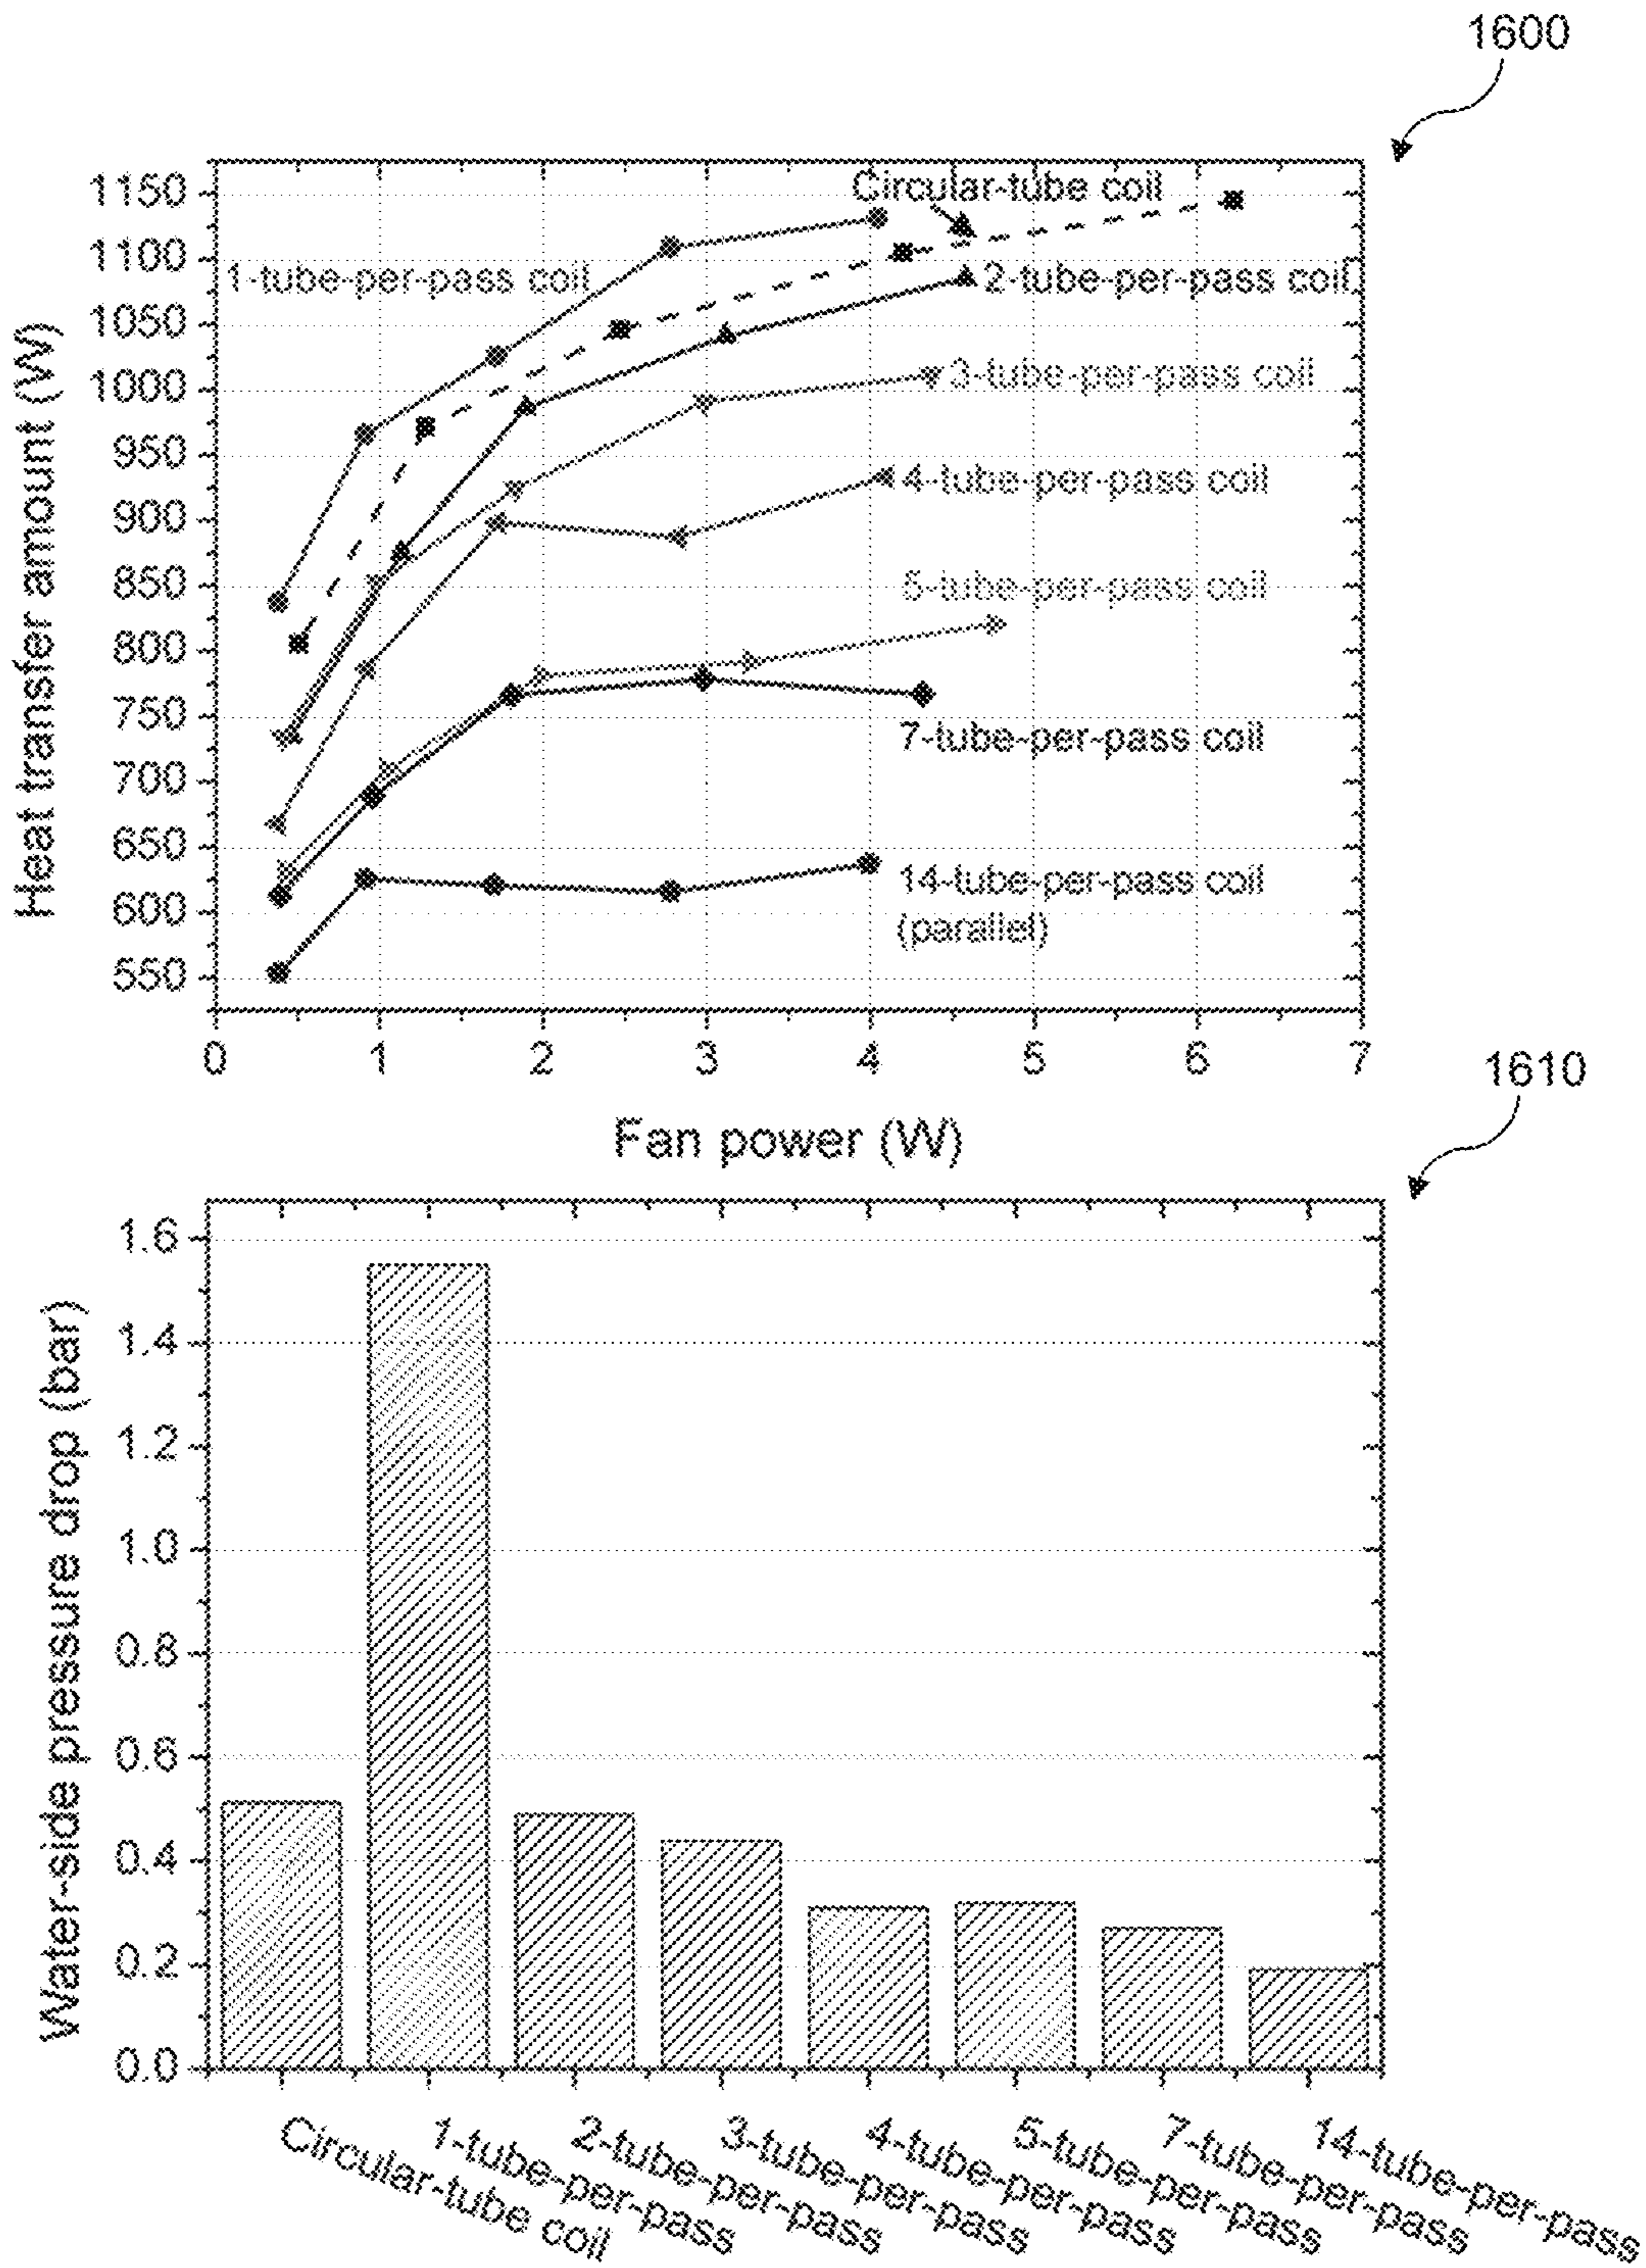 1600
Heat transfer amount (W)
1150
1100
1050
1000
950
900
850
800
750
700
650
600
550
Circular-tube coil
1-tube-per-pass coil
2-tube-per-pass coil
3-tube-per-pass coil
4-tube-per-pass coil
5-tube-per-pass coil
7-tube-per-pass coil
14-tube-per-pass coil
(parallel)
0 1 2 3 4 5 6 7
Fan power (W)
1610
Water-side pressure drop (bar)
1.6
1.4
1.2
1.0
0.8
0.6
0.4
0.2
0.0
Circular-tube coil
1-tube-per-pass
2-tube-per-pass
3-tube-per-pass
4-tube-per-pass
5-tube-per-pass
7-tube-per-pass
14-tube-per-pass